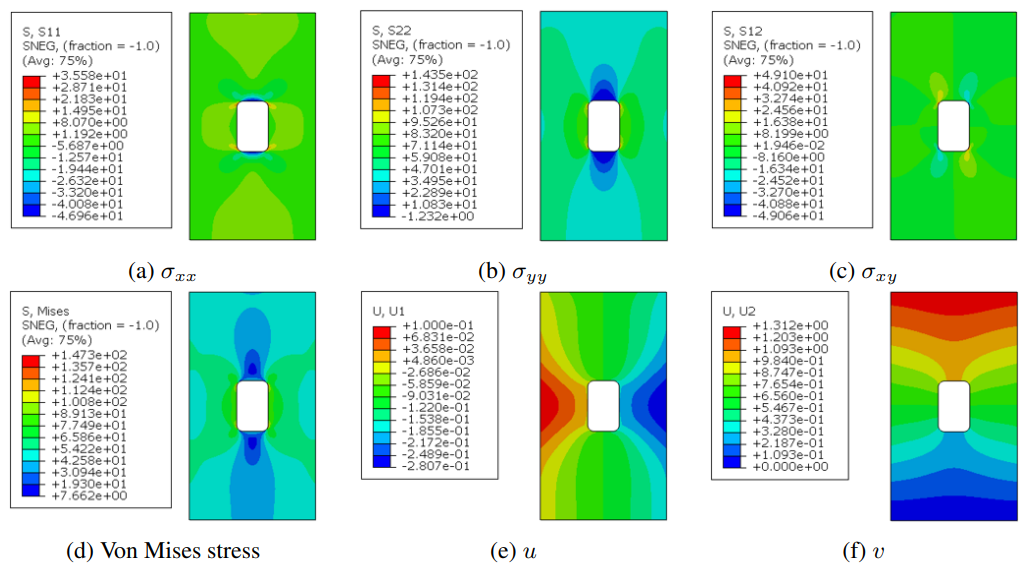 S, S11
SNEG, (fraction = -1.0)
(Avg: 75%)
+3.558e+01
+2.871e+01
+2.183e+01
+1.495e+01
+8.070e+00
+1.192e+00
-5.687e+00
-1.257e+01
-1.944e+01
-2.632e+01
-3.320e+01
-4.008e+01
-4.696e+01
(a) σxx
S, S22
SNEG, (fraction = -1.0)
(Avg: 75%)
+1.435e+02
+1.314e+02
+1.194e+02
+1.073e+02
+9.526e+01
+8.320e+01
+7.114e+01
+5.908e+01
+4.701e+01
+3.495e+01
+2.289e+01
+1.083e+01
-1.232e+00
(b) σyy
S, S12
SNEG, (fraction = -1.0)
(Avg: 75%)
+4.910e+01
+4.092e+01
+3.274e+01
+2.456e+01
+1.638e+01
+8.199e+00
+1.946e-02
-8.160e+00
-1.634e+01
-2.452e+01
-3.270e+01
-4.088e+01
-4.906e+01
(c) σxy
S, Mises
SNEG, (fraction = -1.0)
(Avg: 75%)
+1.473e+02
+1.357e+02
+1.241e+02
+1.124e+02
+1.008e+02
+8.913e+01
+7.749e+01
+6.586e+01
+5.422e+01
+4.258e+01
+3.094e+01
+1.930e+01
+7.662e+00
(d) Von Mises stress
U, U1
+1.000e-01
+6.831e-02
+3.658e-02
+4.860e-03
-2.686e-02
-5.859e-02
-9.031e-02
-1.220e-01
-1.538e-01
-1.855e-01
-2.172e-01
-2.489e-01
-2.807e-01
(e) u
U, U2
+1.312e+00
+1.203e+00
+1.093e+00
+9.840e-01
+8.747e-01
+7.654e-01
+6.560e-01
+5.467e-01
+4.373e-01
+3.280e-01
+2.187e-01
+1.093e-01
+0.000e+00
(f) v